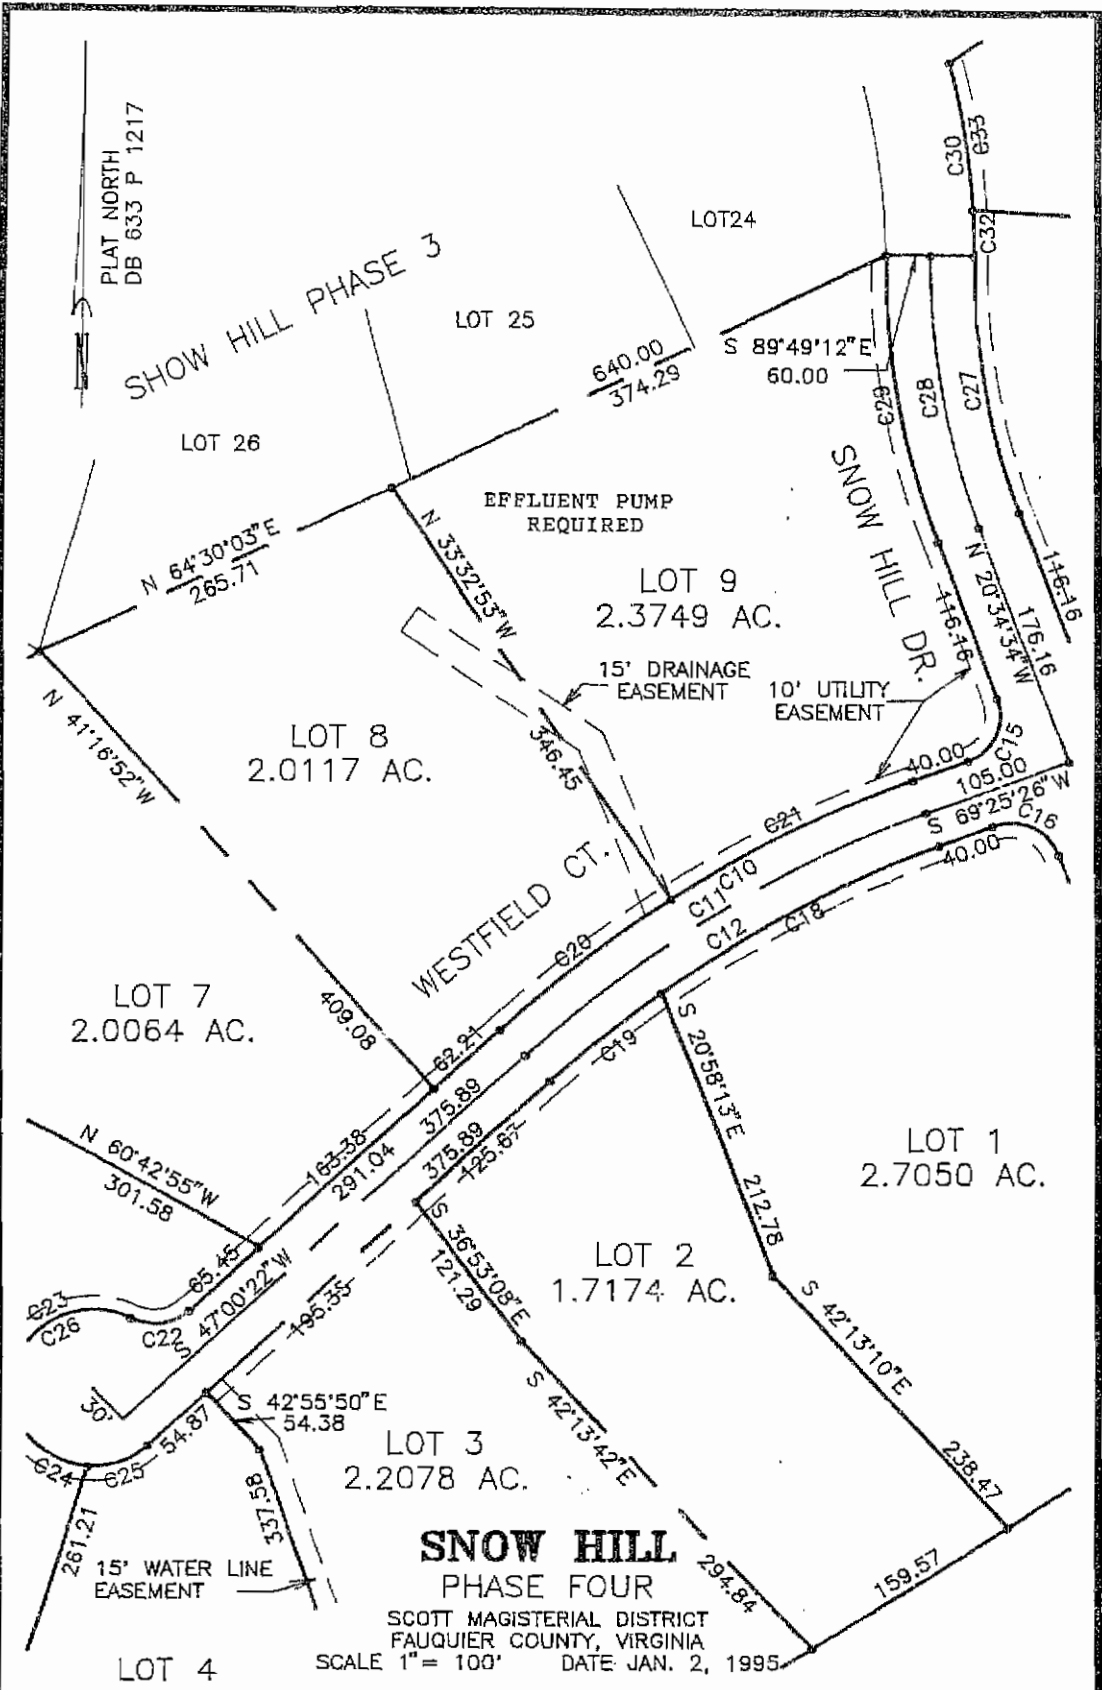 PLAT NORTH
DB 633 P 1217
N
SHOW HILL PHASE 3
LOT24
LOT 25
LOT 26
C30
C33
C32
640.00
374.29
S 89°49'12"E
60.00
C29
C28
C27
N 64°30'03"E
265.71
EFFLUENT PUMP
REQUIRED
N 33°32'53"W
346.45
SNOW HILL DR.
LOT 9
2.3749 AC.
116.16
N 20°34'34"W
176.16
116.16
15' DRAINAGE
EASEMENT
10' UTILITY
EASEMENT
N 41°16'52"W
409.08
LOT 8
2.0117 AC.
40.00
C15
105.00
S 69°25'26"W
C16
40.00
C21
C10
C11
C12
C18
WESTFIELD CT.
C20
C19
LOT 7
2.0064 AC.
62.21
375.89
375.89
125.67
S 20°58'13"E
212.78
LOT 1
2.7050 AC.
N 60°42'55"W
301.58
163.38
291.04
65.45
S 47°00'22"W
195.35
C23
C26
C22
S 36°53'08"E
121.29
LOT 2
1.7174 AC.
S 42°13'10"E
238.47
30'
54.87
S 42°55'50"E
54.38
S 42°13'42"E
294.84
LOT 3
2.2078 AC.
C24
C25
337.58
261.21
15' WATER LINE
EASEMENT
159.57
SNOW HILL
PHASE FOUR
SCOTT MAGISTERIAL DISTRICT
FAUQUIER COUNTY, VIRGINIA
SCALE 1"= 100' DATE JAN. 2, 1995
LOT 4